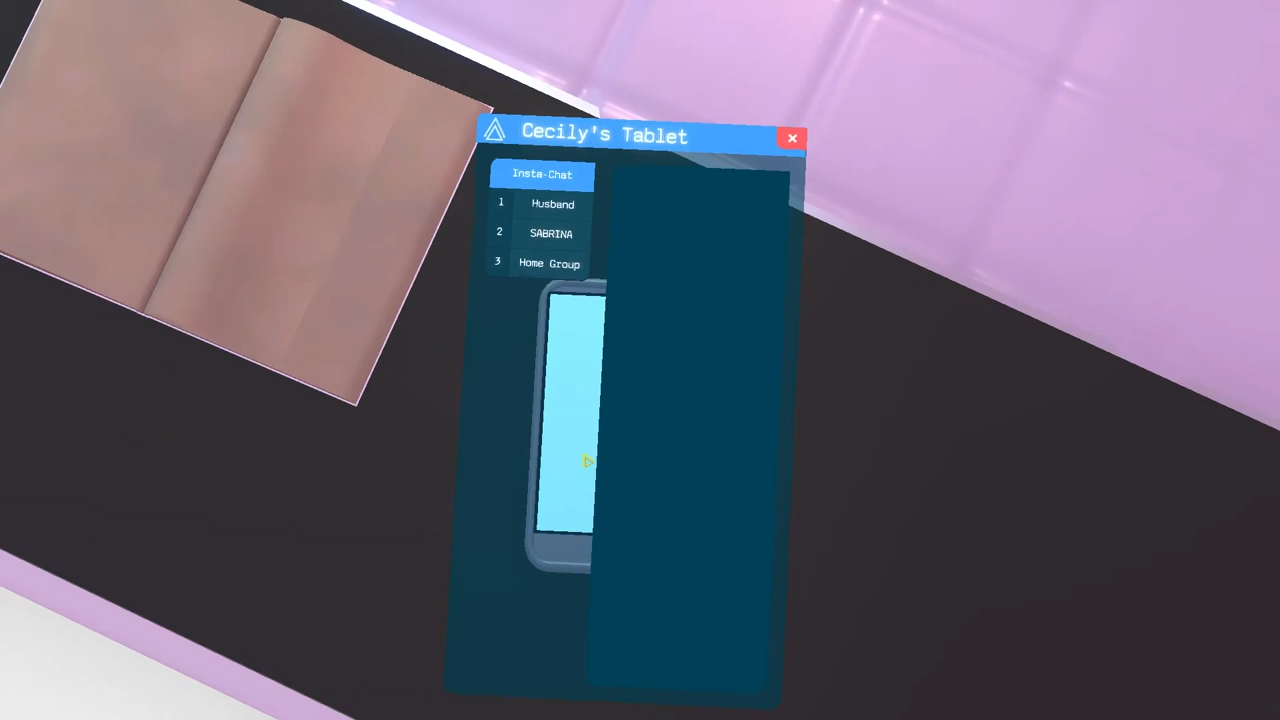 Cecily's Tablet
Insta-Chat
1 Husband
2 SABRINA
3 Home Group